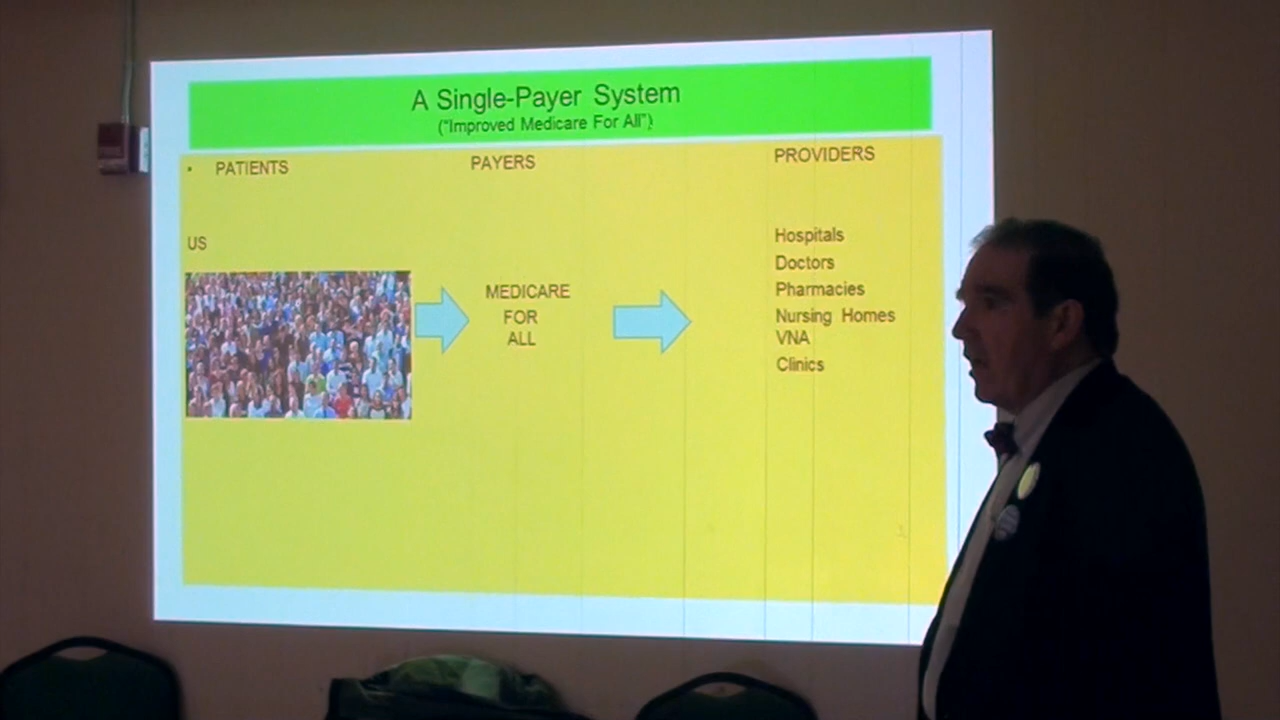 A Single-Payer System
("Improved Medicare For All")
• PATIENTS
PAYERS
PROVIDERS
US
MEDICARE
FOR
ALL
Hospitals
Doctors
Pharmacies
Nursing Homes
VNA
Clinics